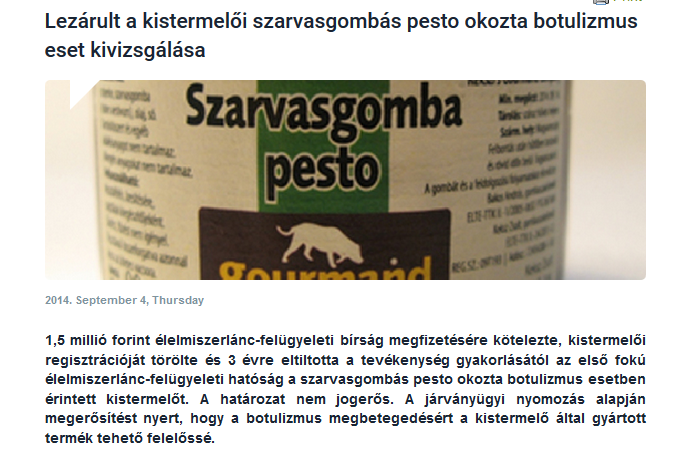 Lezárult a kistermelői szarvasgombás pesto okozta botulizmus
eset kivizsgálása
Szarvasgomba
pesto
gourmand
2014. September 4, Thursday
1,5 millió forint élelmiszerlánc-felügyeleti bírság megfizetésére kötelezte, kistermelői
regisztrációját törölte és 3 évre eltiltotta a tevékenység gyakorlásától az első fokú
élelmiszerlánc-felügyeleti hatóság a szarvasgombás pesto okozta botulizmus esetben
érintett kistermelőt. A határozat nem jogerős. A járványügyi nyomozás alapján
megerősítést nyert, hogy a botulizmus megbetegedésért a kistermelő által gyártott
termék tehető felelőssé.